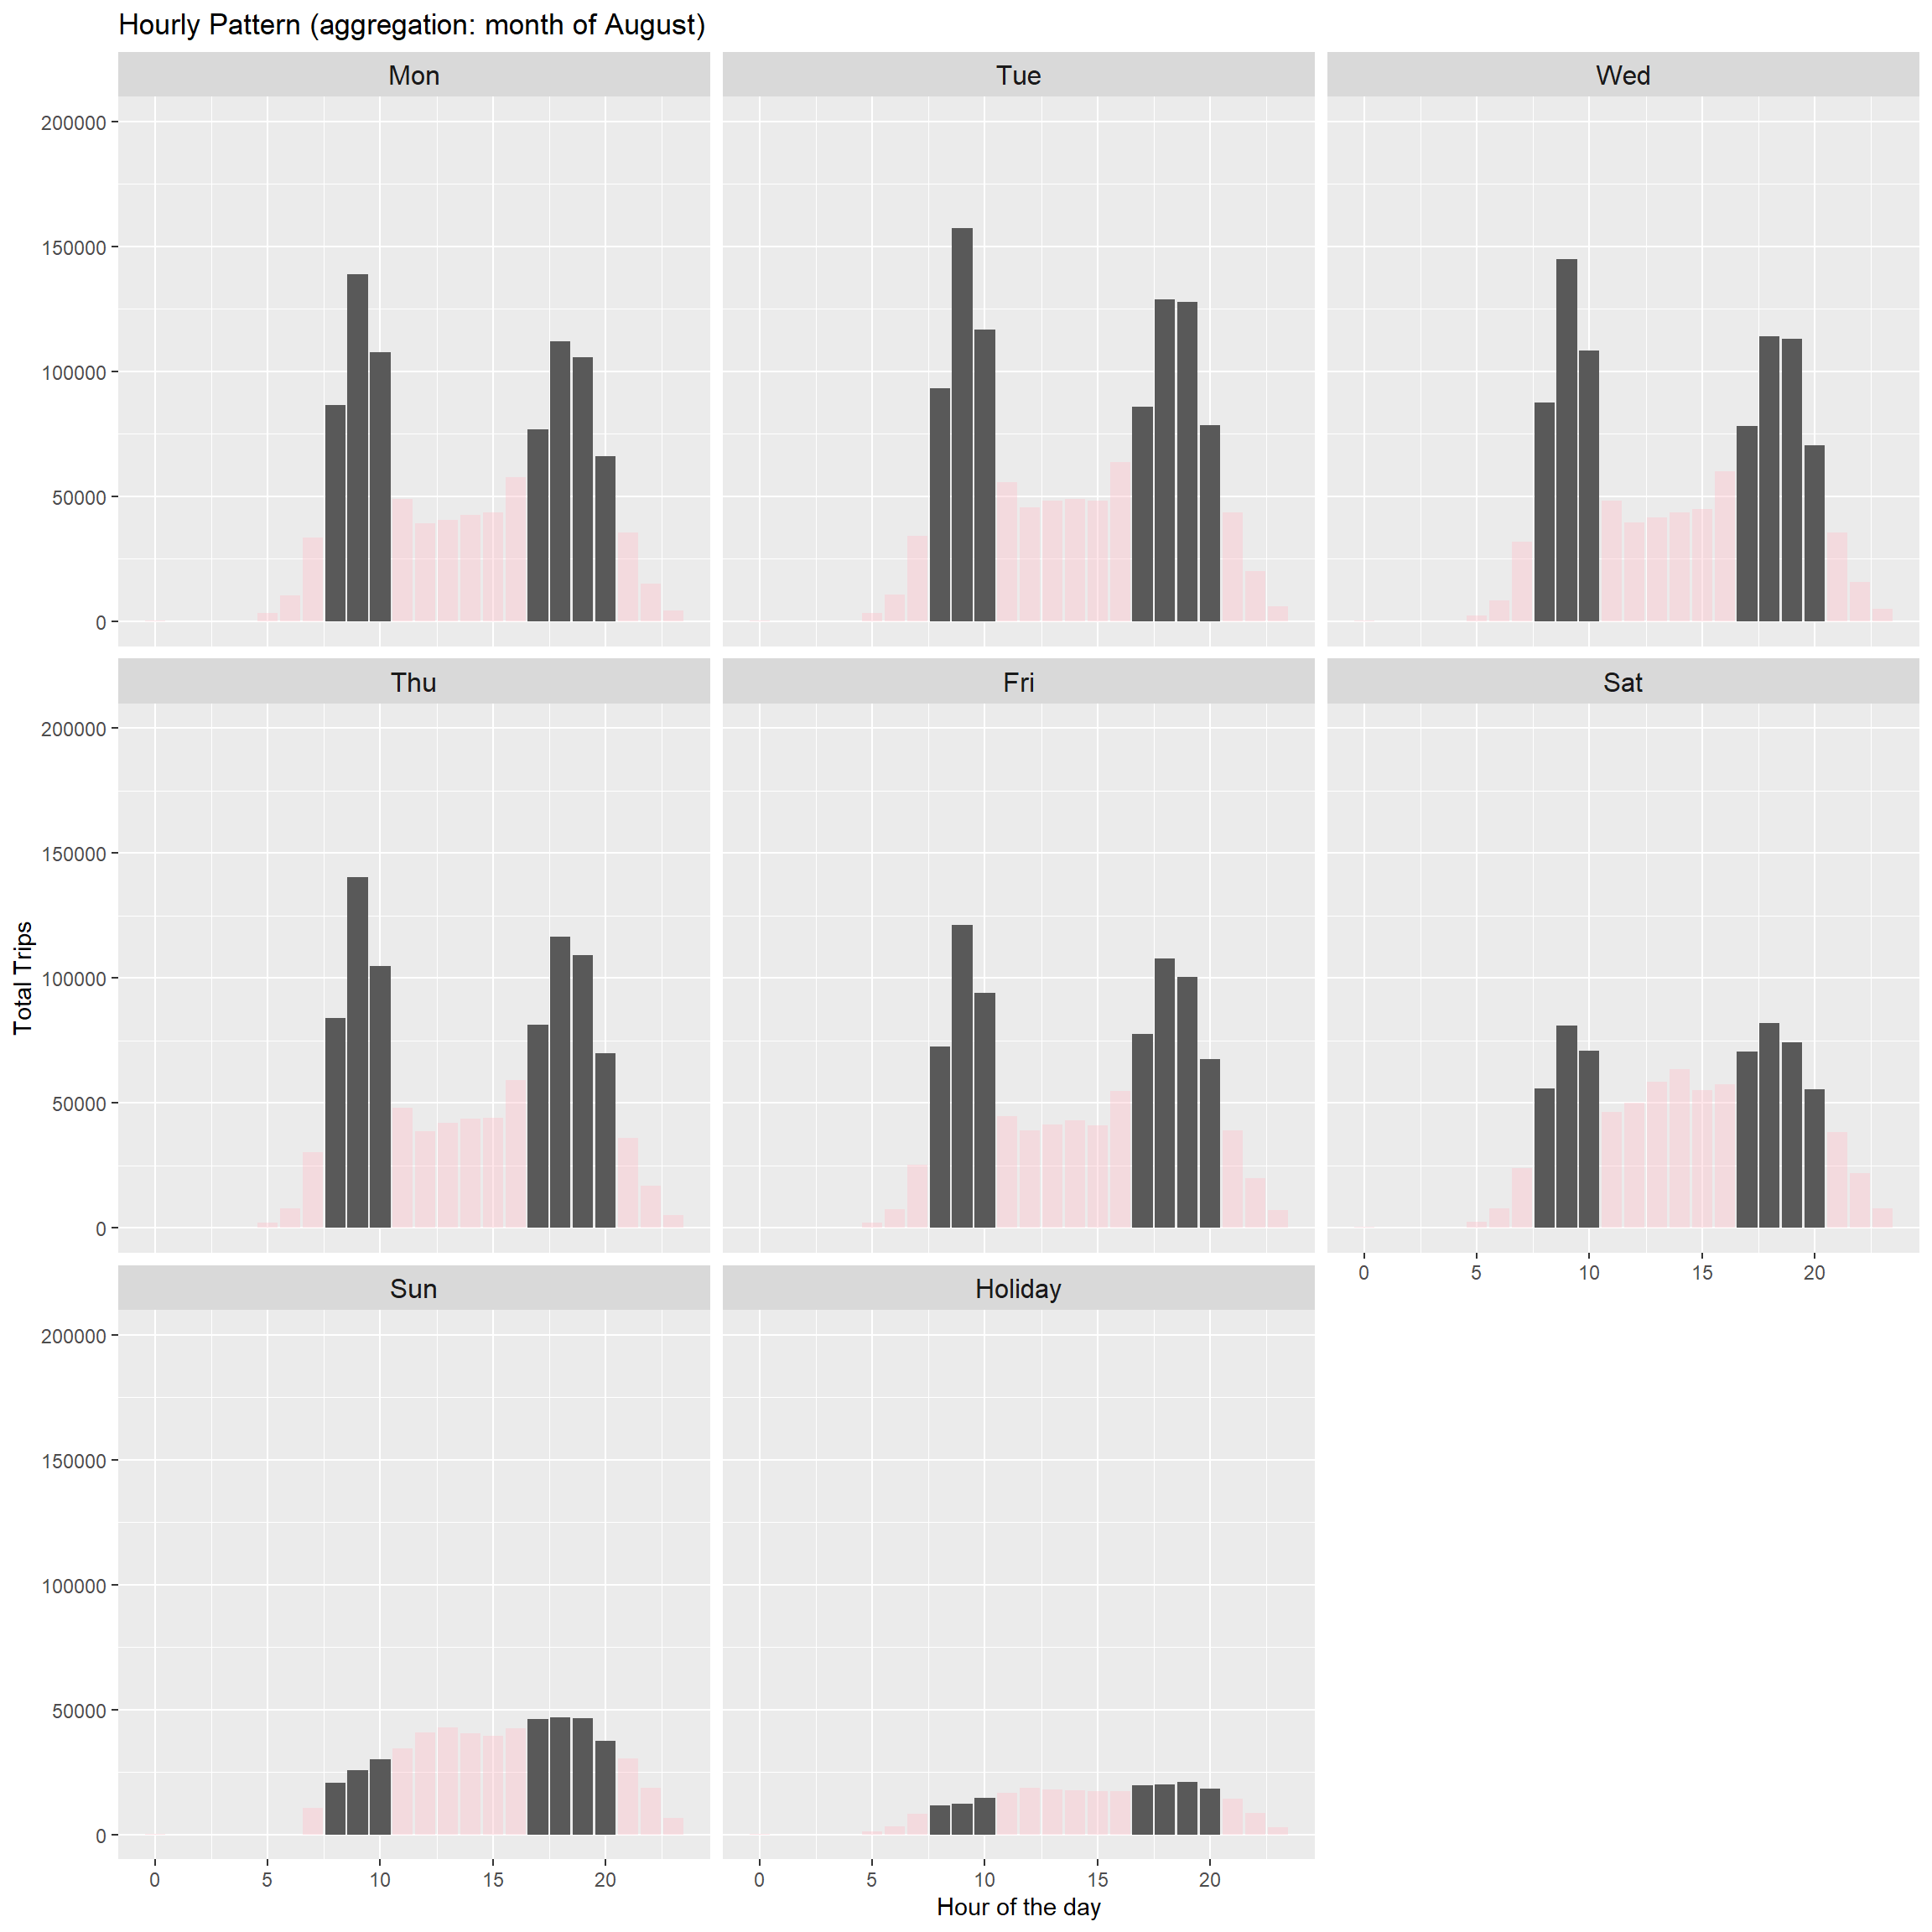 Hourly Pattern (aggregation: month of August)
Mon
Tue
Wed
200000
150000
100000
50000
0
Thu
Fri
Sat
200000
150000
100000
50000
0
0 5 10 15 20
Total Trips
Sun
Holiday
200000
150000
100000
50000
0
0 5 10 15 20
0 5 10 15 20
Hour of the day